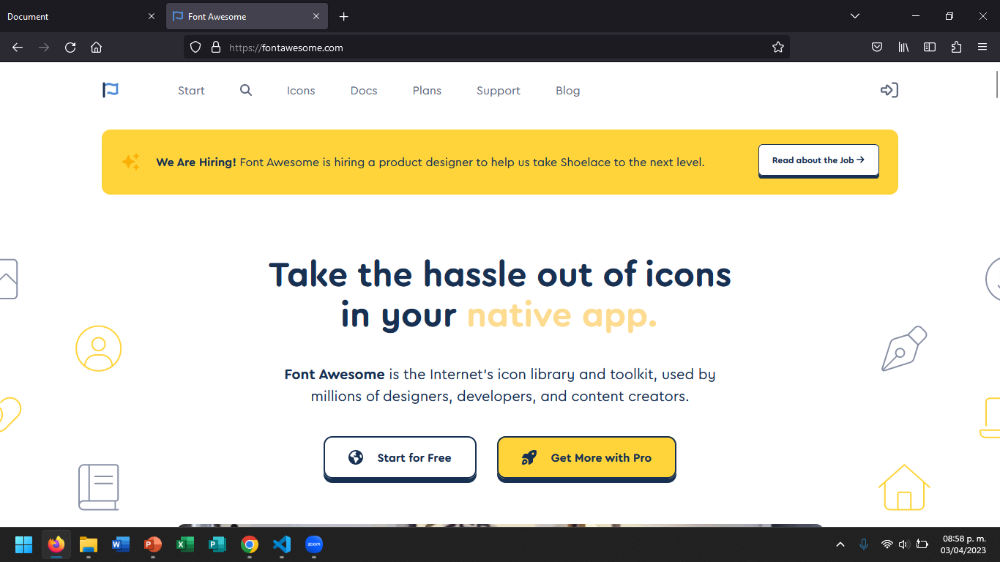 Document
Font Awesome
https://fontawesome.com
Start
Icons
Docs
Plans
Support
Blog
We Are Hiring! Font Awesome is hiring a product designer to help us take Shoelace to the next level.
Read about the Job →
Take the hassle out of icons
in your native app.
Font Awesome is the Internet's icon library and toolkit, used by
millions of designers, developers, and content creators.
Start for Free
Get More with Pro
W
P
X
P
zoom
08:58 p. m.
03/04/2023